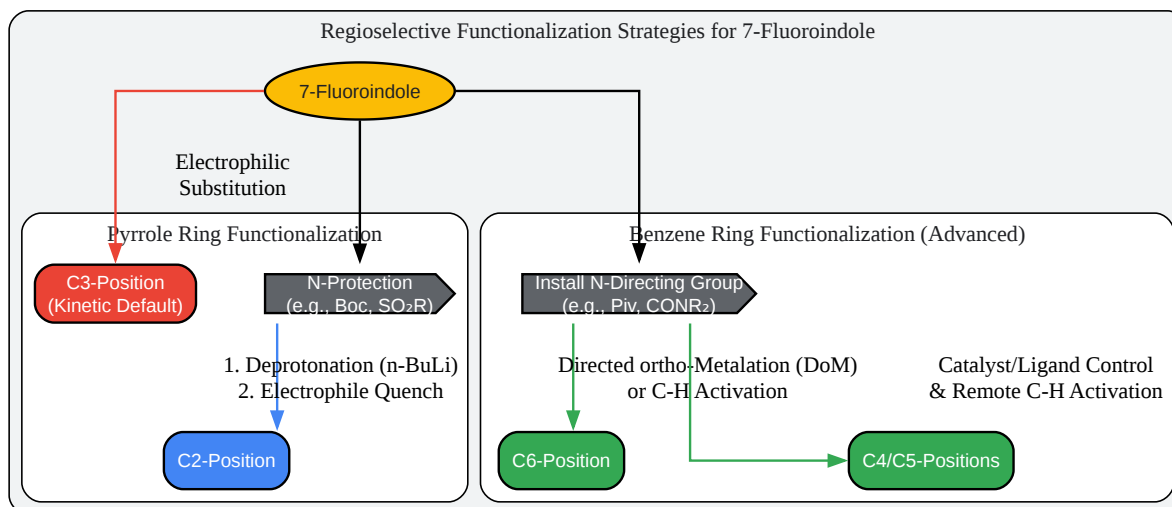 Regioselective Functionalization Strategies for 7-Fluoroindole
7-Fluoroindole
Electrophilic
Substitution
Pyrrole Ring Functionalization
C3-Position
(Kinetic Default)
N-Protection
(e.g., Boc, SO₂R)
1. Deprotonation (n-BuLi)
2. Electrophile Quench
C2-Position
Benzene Ring Functionalization (Advanced)
Install N-Directing Group
(e.g., Piv, CONR₂)
Directed ortho-Metalation (DoM)
or C-H Activation
Catalyst/Ligand Control
& Remote C-H Activation
C6-Position
C4/C5-Positions